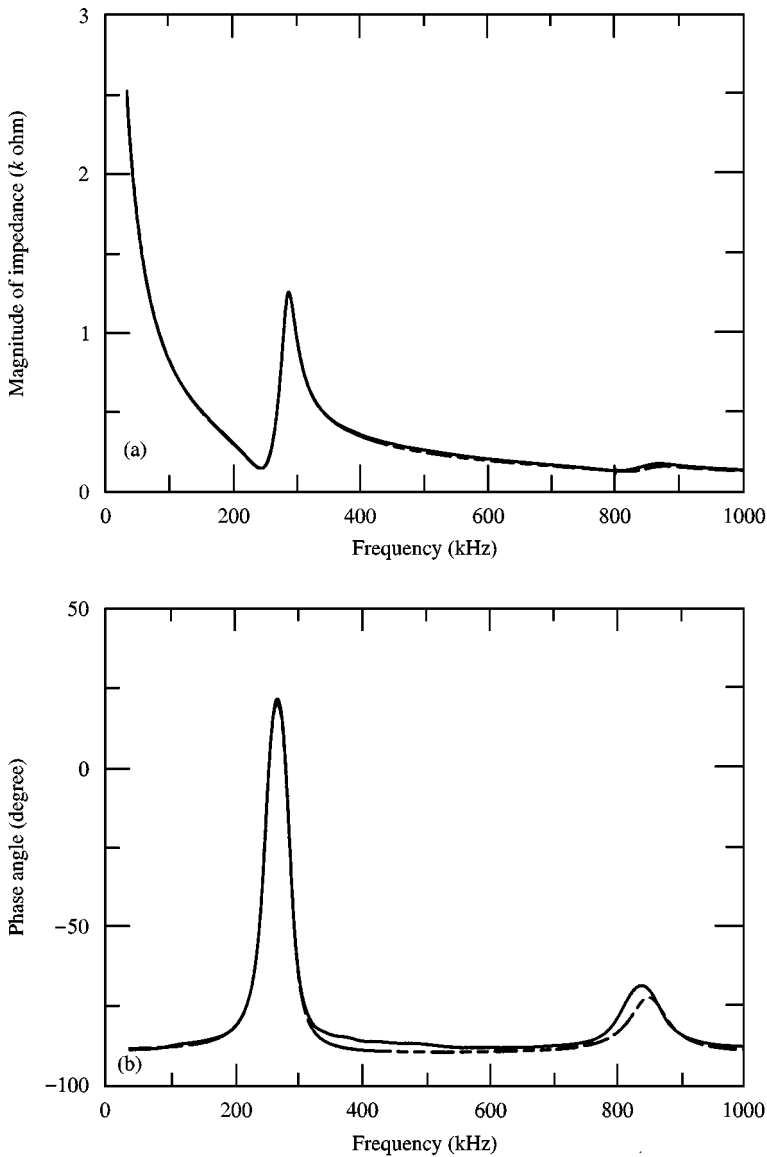 3
2
1
0
Magnitude of impedance (k ohm)
(a)
0 200 400 600 800 1000
Frequency (kHz)
50
0
−50
−100
Phase angle (degree)
(b)
0 200 400 600 800 1000
Frequency (kHz)